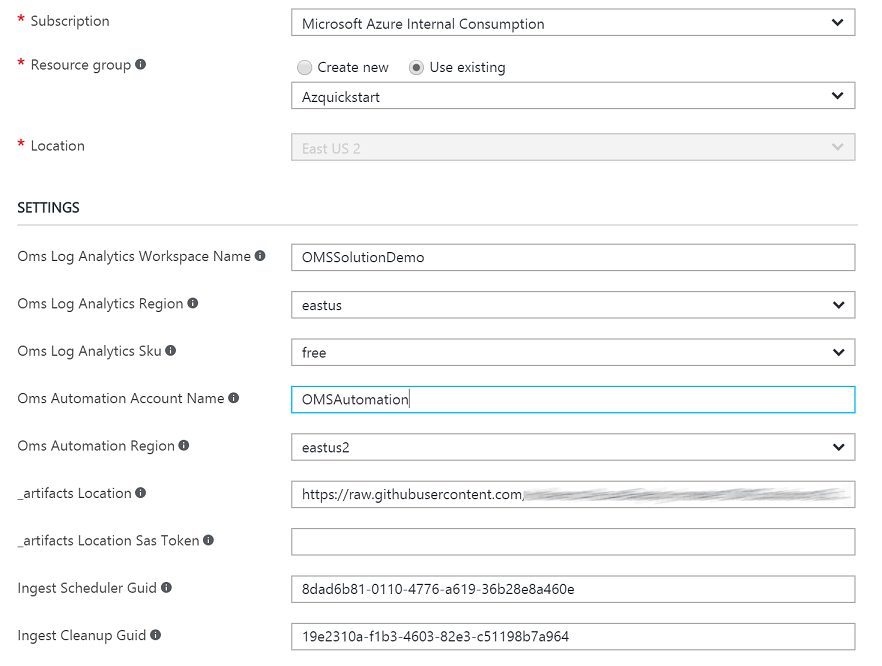 * Subscription Microsoft Azure Internal Consumption
* Resource group Create new Use existing
Azquickstart
* Location East US 2
SETTINGS
Oms Log Analytics Workspace Name OMSSolutionDemo
Oms Log Analytics Region eastus
Oms Log Analytics Sku free
Oms Automation Account Name OMSAutomation
Oms Automation Region eastus2
_artifacts Location https://raw.githubusercontent.com/
_artifacts Location Sas Token
Ingest Scheduler Guid 8dad6b81-0110-4776-a619-36b28e8a460e
Ingest Cleanup Guid 19e2310a-f1b3-4603-82e3-c51198b7a964